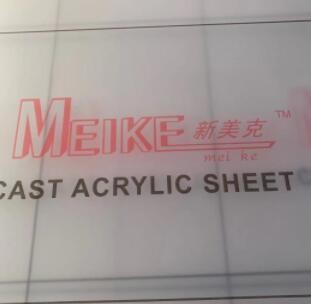 MEIKE 新美克 ™
mei ke
CAST ACRYLIC SHEET